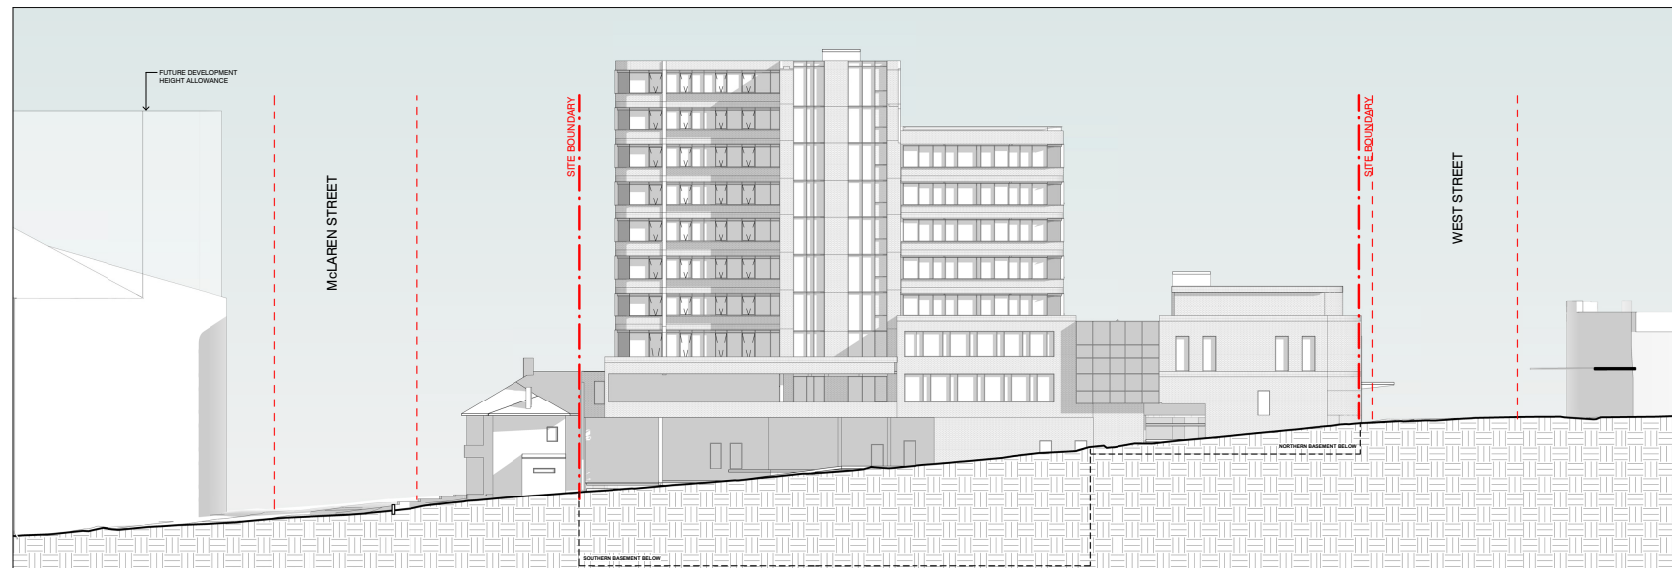 FUTURE DEVELOPMENT
HEIGHT ALLOWANCE
McLAREN STREET
SITE BOUNDARY
SITE BOUNDARY
WEST STREET
NORTHERN BASEMENT BELOW
SOUTHERN BASEMENT BELOW